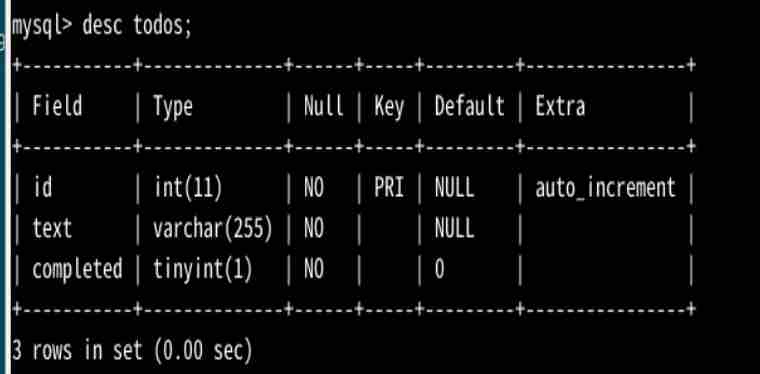 mysql> desc todos;
+-----------+--------------+------+-----+---------+----------------+
| Field     | Type         | Null | Key | Default | Extra          |
+-----------+--------------+------+-----+---------+----------------+
| id        | int(11)      | NO   | PRI | NULL    | auto_increment |
| text      | varchar(255) | NO   |     | NULL    |                |
| completed | tinyint(1)   | NO   |     | 0       |                |
+-----------+--------------+------+-----+---------+----------------+
3 rows in set (0.00 sec)